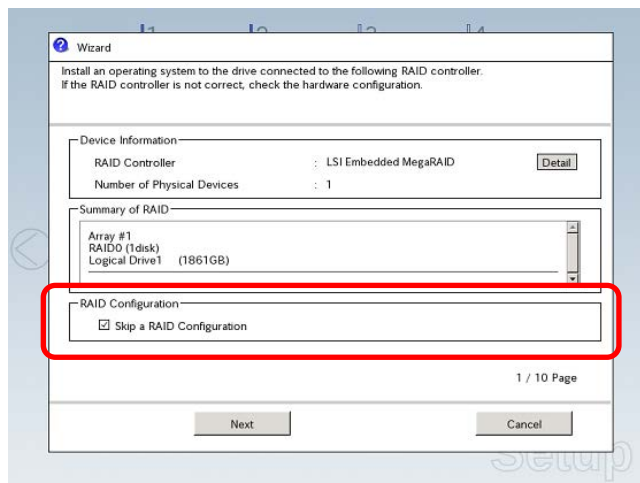 Wizard
Install an operating system to the drive connected to the following RAID controller.
If the RAID controller is not correct, check the hardware configuration.
Device Information
RAID Controller : LSI Embedded MegaRAID Detail
Number of Physical Devices : 1
Summary of RAID
Array #1
RAID0 (1disk)
Logical Drive1 (1861GB)
RAID Configuration
Skip a RAID Configuration
1 / 10 Page
Next Cancel
Setup